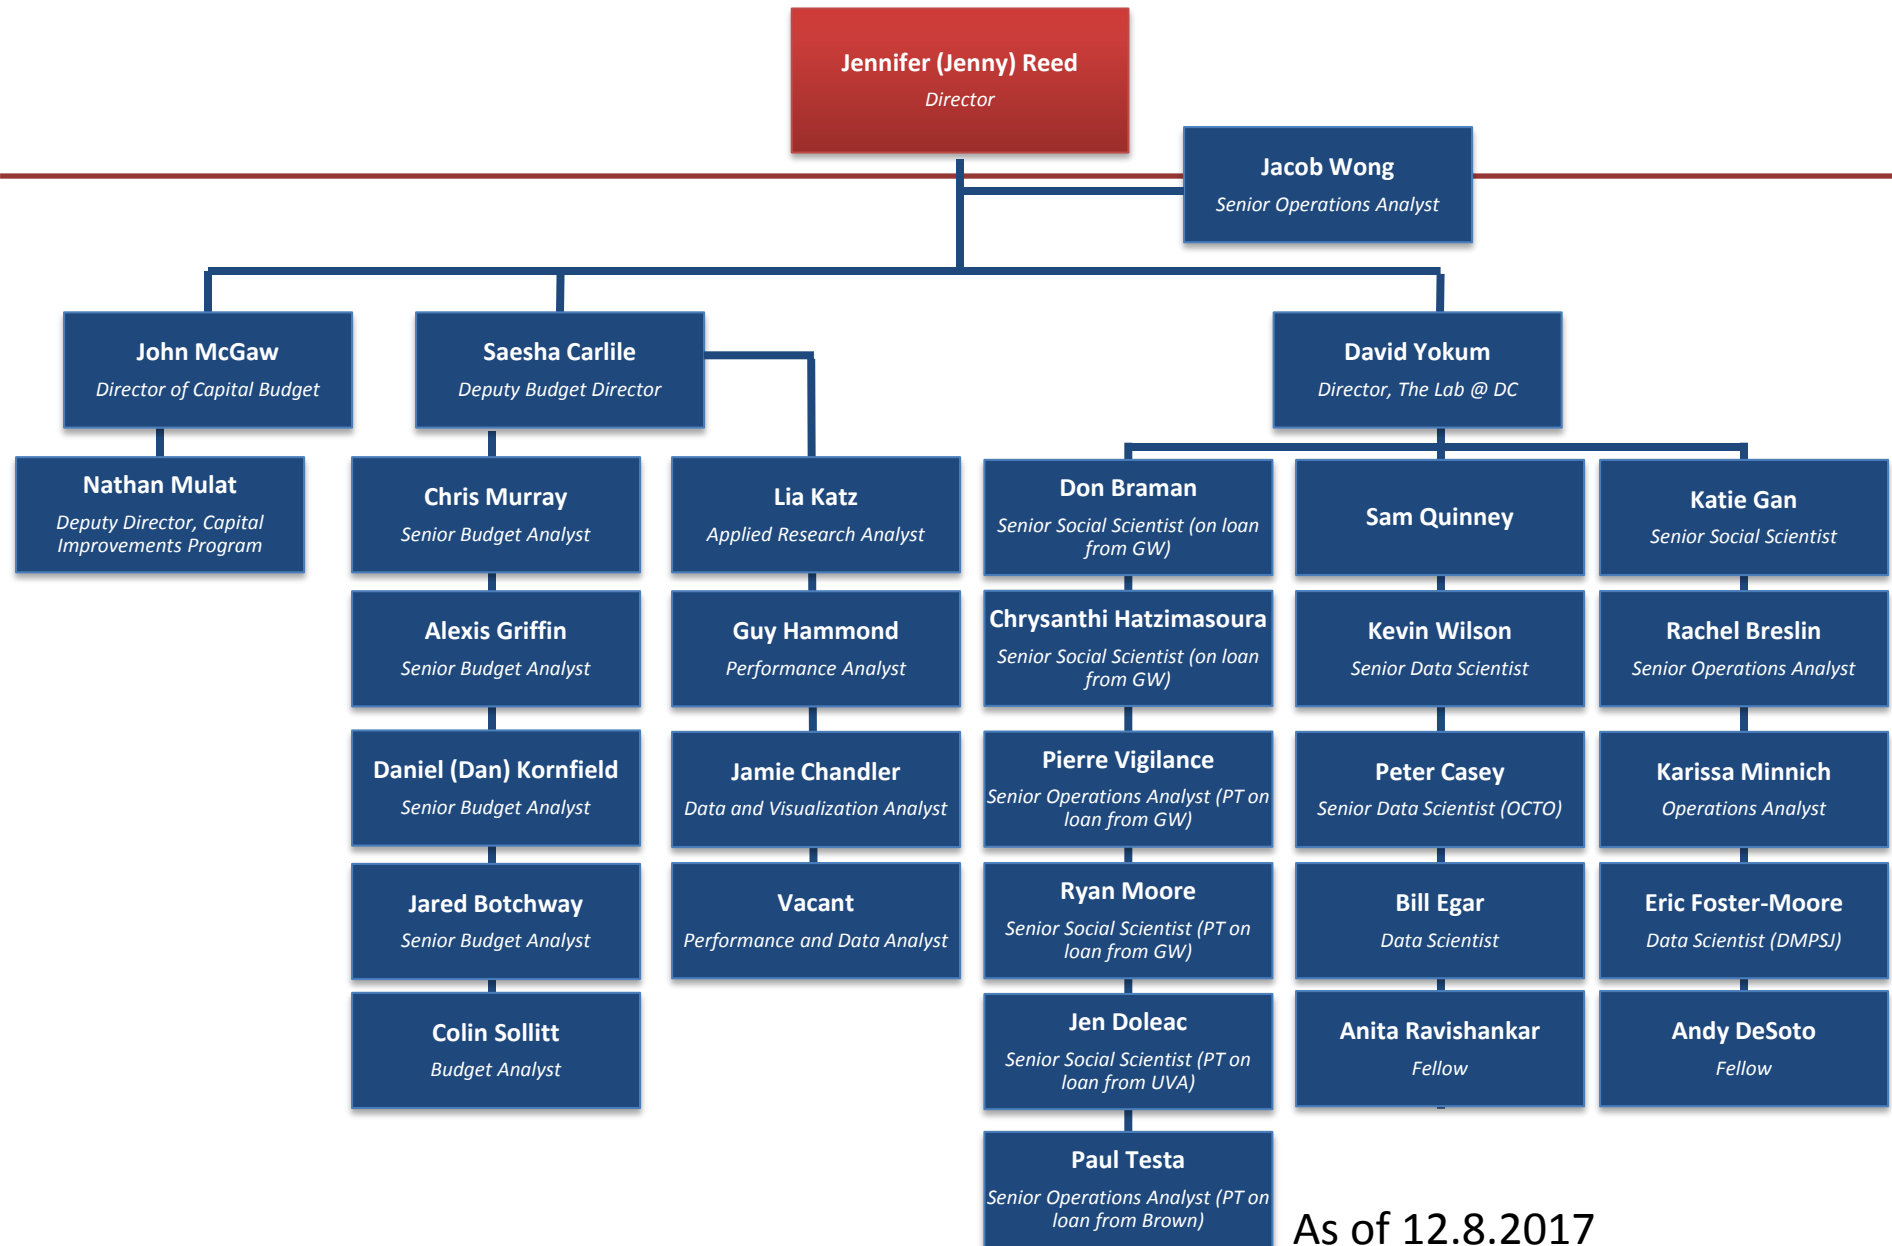 Jennifer (Jenny) Reed
Director
Jacob Wong
Senior Operations Analyst
John McGaw
Director of Capital Budget
Saesha Carlile
Deputy Budget Director
David Yokum
Director, The Lab @ DC
Nathan Mulat
Deputy Director, Capital
Improvements Program
Chris Murray
Senior Budget Analyst
Lia Katz
Applied Research Analyst
Don Braman
Senior Social Scientist (on loan
from GW)
Sam Quinney
Katie Gan
Senior Social Scientist
Alexis Griffin
Senior Budget Analyst
Guy Hammond
Performance Analyst
Chrysanthi Hatzimasoura
Senior Social Scientist (on loan
from GW)
Kevin Wilson
Senior Data Scientist
Rachel Breslin
Senior Operations Analyst
Daniel (Dan) Kornfield
Senior Budget Analyst
Jamie Chandler
Data and Visualization Analyst
Pierre Vigilance
Senior Operations Analyst (PT on
loan from GW)
Peter Casey
Senior Data Scientist (OCTO)
Karissa Minnich
Operations Analyst
Jared Botchway
Senior Budget Analyst
Vacant
Performance and Data Analyst
Ryan Moore
Senior Social Scientist (PT on
loan from GW)
Bill Egar
Data Scientist
Eric Foster-Moore
Data Scientist (DMPSJ)
Colin Sollitt
Budget Analyst
Jen Doleac
Senior Social Scientist (PT on
loan from UVA)
Anita Ravishankar
Fellow
Andy DeSoto
Fellow
Paul Testa
Senior Operations Analyst (PT on
loan from Brown)
As of 12.8.2017